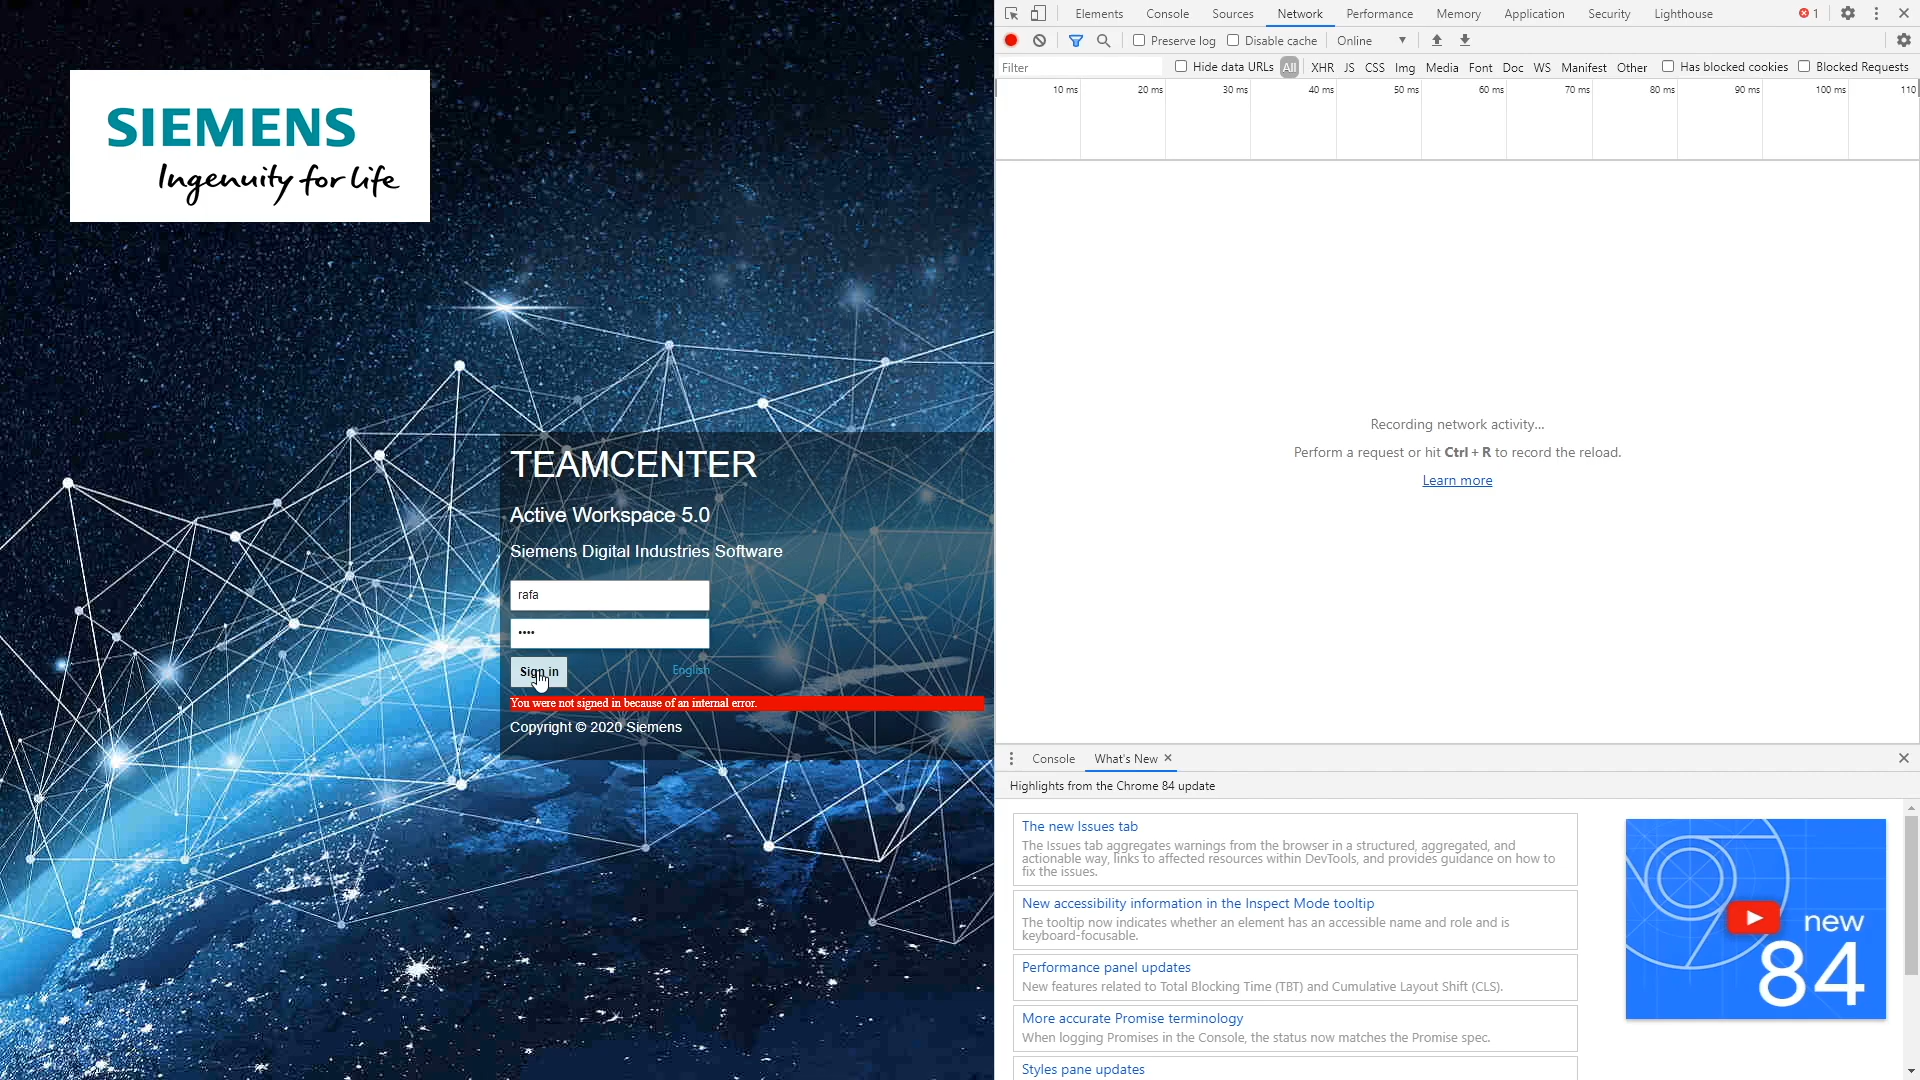 SIEMENS
Ingenuity for life
TEAMCENTER
Active Workspace 5.0
Siemens Digital Industries Software
rafa
••••
Sign in
English
You were not signed in because of an internal error.
Copyright © 2020 Siemens
Elements Console Sources Network Performance Memory Application Security Lighthouse 1
Preserve log Disable cache Online
Filter Hide data URLs All XHR JS CSS Img Media Font Doc WS Manifest Other Has blocked cookies Blocked Requests
10 ms 20 ms 30 ms 40 ms 50 ms 60 ms 70 ms 80 ms 90 ms 100 ms 110
Recording network activity...
Perform a request or hit Ctrl + R to record the reload.
Learn more
Console What's New
Highlights from the Chrome 84 update
The new Issues tab
The Issues tab aggregates warnings from the browser in a structured, aggregated, and
actionable way, links to affected resources within DevTools, and provides guidance on how to
fix the issues.
New accessibility information in the Inspect Mode tooltip
The tooltip now indicates whether an element has an accessible name and role and is
keyboard-focusable.
Performance panel updates
New features related to Total Blocking Time (TBT) and Cumulative Layout Shift (CLS).
More accurate Promise terminology
When logging Promises in the Console, the status now matches the Promise spec.
Styles pane updates
new
84